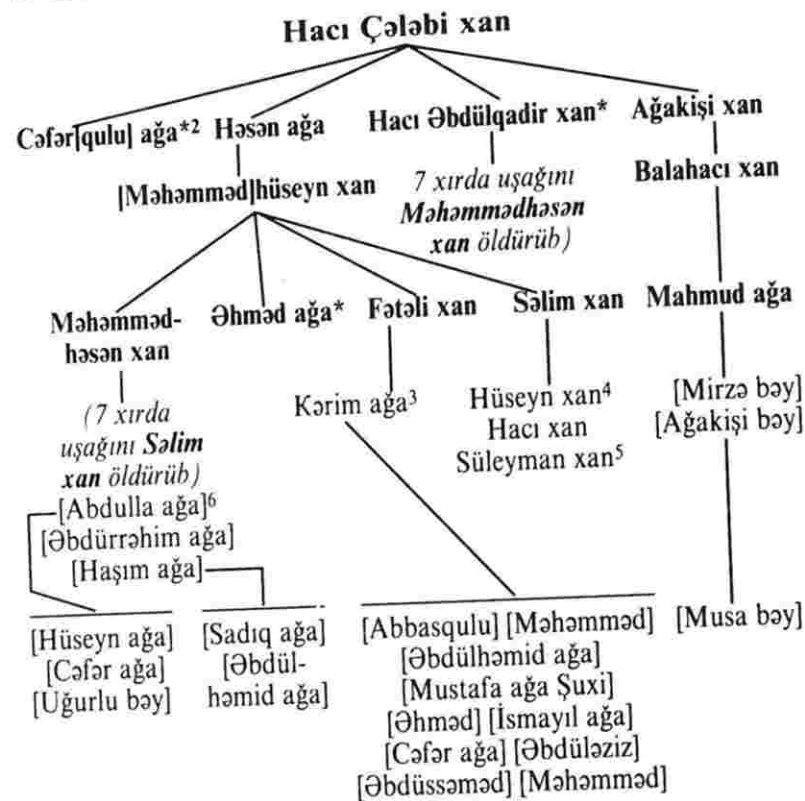 Hacı Çələbi xan
Cəfər[qulu] ağa*² Həsən ağa Hacı Əbdülqadir xan* Ağakişi xan
[Məhəmməd]hüseyn xan
7 xırda uşağını
Məhəmmədhəsən
xan öldürüb)
Balahacı xan
Məhəmməd-
həsən xan
Əhməd ağa* Fətəli xan Səlim xan Mahmud ağa
(7 xırda
uşağını Səlim
xan öldürüb)
[Abdulla ağa]⁶
[Əbdürrəhim ağa]
[Haşım ağa]
Kərim ağa³
Hüseyn xan⁴
Hacı xan
Süleyman xan⁵
[Mirzə bəy]
[Ağakişi bəy]
[Hüseyn ağa]
[Cəfər ağa]
[Uğurlu bəy]
[Sadıq ağa]
[Əbdül-
həmid ağa]
[Abbasqulu] [Məhəmməd]
[Əbdülhəmid ağa]
[Mustafa ağa Şuxi]
[Əhməd] [İsmayıl ağa]
[Cəfər ağa] [Əbdüləziz]
[Əbdüssəməd] [Məhəmməd]
[Musa bəy]